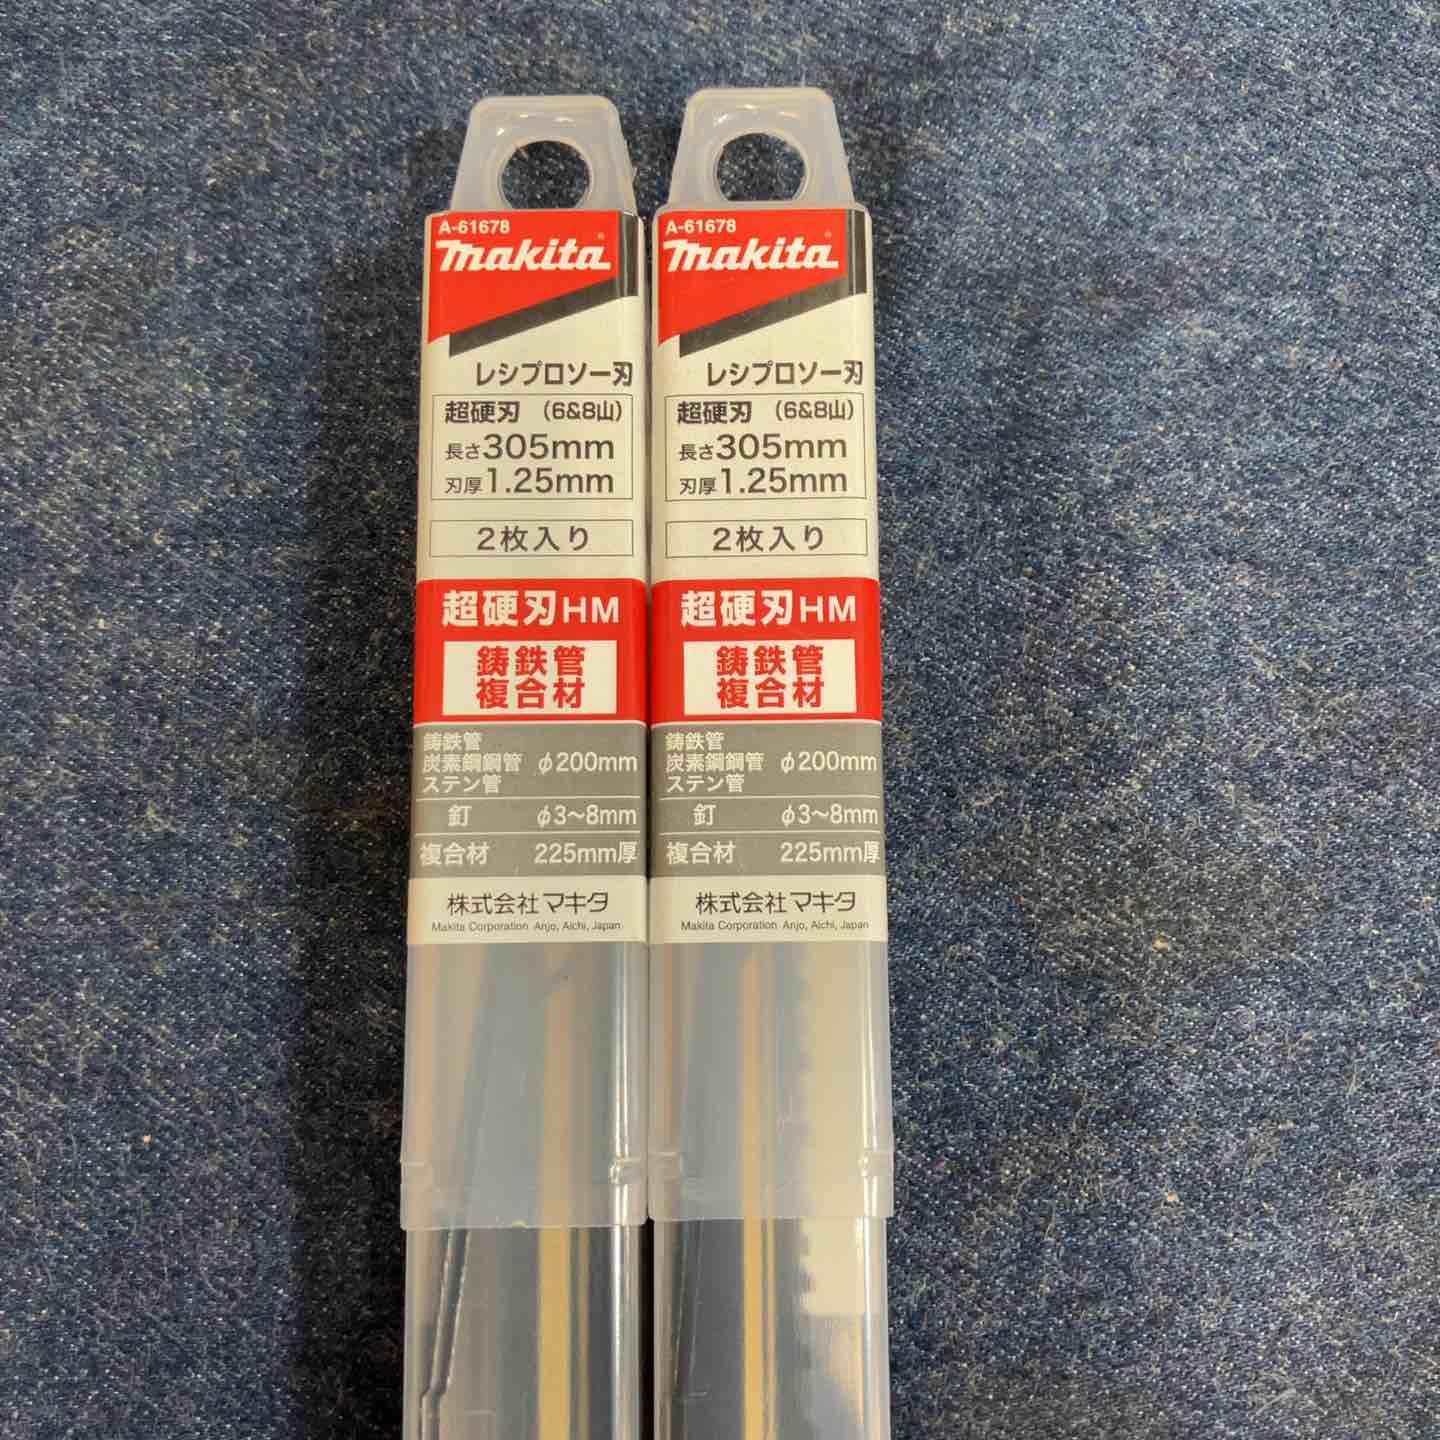 A-61678
makita®
レシプロソー刃
超硬刃 (6&8山)
長さ305mm
刃厚1.25mm
2枚入り
超硬刃HM
鋳鉄管
複合材
鋳鉄管
炭素鋼鋼管 φ200mm
ステン管
釘 φ3~8mm
複合材 225mm厚
株式会社マキタ
Makita Corporation Anjo, Aichi, Japan
A-61678
makita®
レシプロソー刃
超硬刃 (6&8山)
長さ305mm
刃厚1.25mm
2枚入り
超硬刃HM
鋳鉄管
複合材
鋳鉄管
炭素鋼鋼管 φ200mm
ステン管
釘 φ3~8mm
複合材 225mm厚
株式会社マキタ
Makita Corporation Anjo, Aichi, Japan